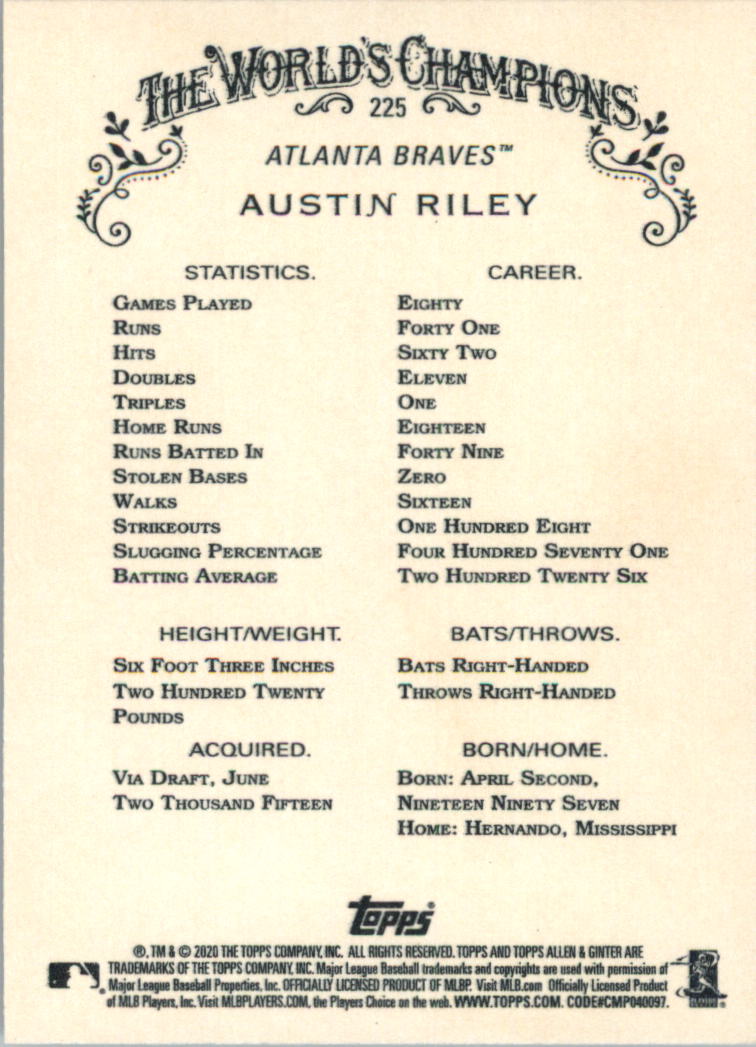 THE WORLD'S CHAMPIONS
225
ATLANTA BRAVES™
AUSTIN RILEY
STATISTICS. CAREER.
GAMES PLAYED EIGHTY
RUNS FORTY ONE
HITS SIXTY TWO
DOUBLES ELEVEN
TRIPLES ONE
HOME RUNS EIGHTEEN
RUNS BATTED IN FORTY NINE
STOLEN BASES ZERO
WALKS SIXTEEN
STRIKEOUTS ONE HUNDRED EIGHT
SLUGGING PERCENTAGE FOUR HUNDRED SEVENTY ONE
BATTING AVERAGE TWO HUNDRED TWENTY SIX
HEIGHT/WEIGHT.
SIX FOOT THREE INCHES
TWO HUNDRED TWENTY
POUNDS
BATS/THROWS.
BATS RIGHT-HANDED
THROWS RIGHT-HANDED
ACQUIRED.
VIA DRAFT, JUNE
TWO THOUSAND FIFTEEN
BORN/HOME.
BORN: APRIL SECOND,
NINETEEN NINETY SEVEN
HOME: HERNANDO, MISSISSIPPI
topps®
®, TM & © 2020 THE TOPPS COMPANY, INC. ALL RIGHTS RESERVED. TOPPS AND TOPPS ALLEN & GINTER ARE
TRADEMARKS OF THE TOPPS COMPANY, INC. Major League Baseball trademarks and copyrights are used with permission of
Major League Baseball Properties, Inc. OFFICIALLY LICENSED PRODUCT OF MLBP. Visit MLB.com Officially Licensed Product
of MLB Players, Inc. Visit MLBPLAYERS.COM, the Players Choice on the web. WWW.TOPPS.COM. CODE#CMP040097.